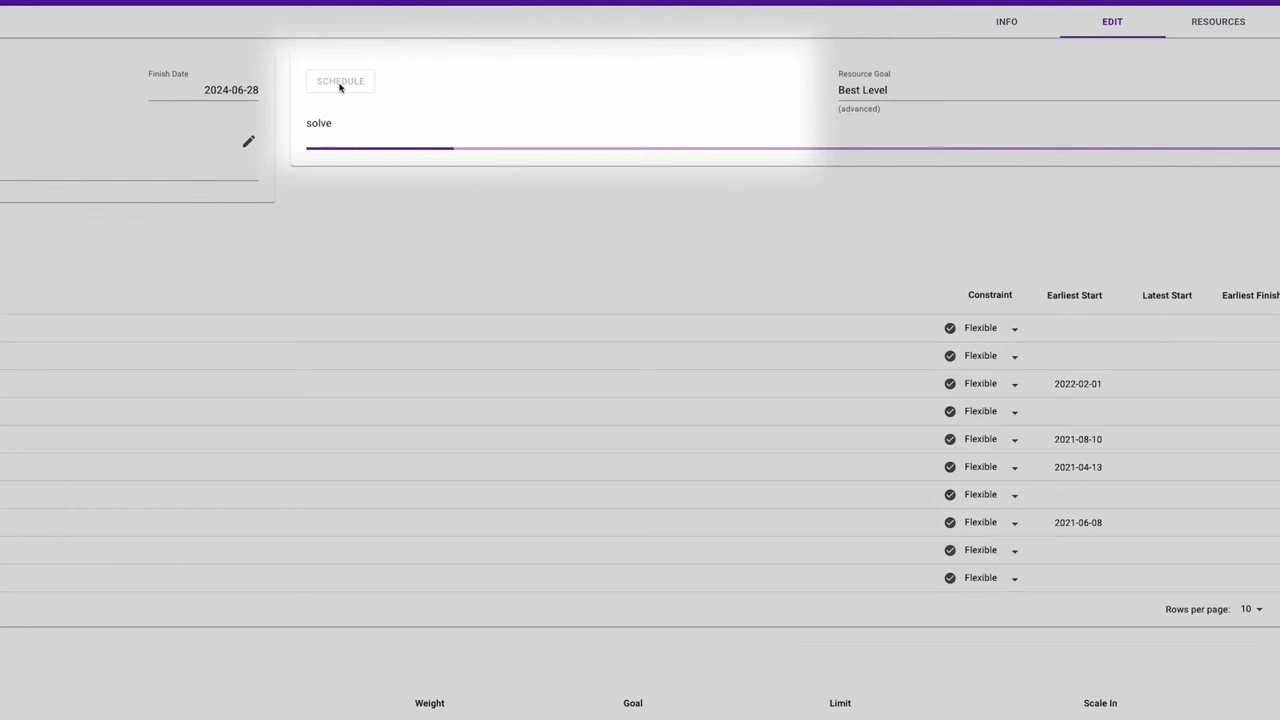 INFO EDIT RESOURCES
Finish Date
2024-06-28
SCHEDULE
solve
Resource Goal
Best Level
(advanced)
Constraint Earliest Start Latest Start Earliest Finish
Flexible
Flexible
Flexible 2022-02-01
Flexible
Flexible 2021-08-10
Flexible 2021-04-13
Flexible
Flexible 2021-06-08
Flexible
Flexible
Rows per page: 10
Weight Goal Limit Scale In